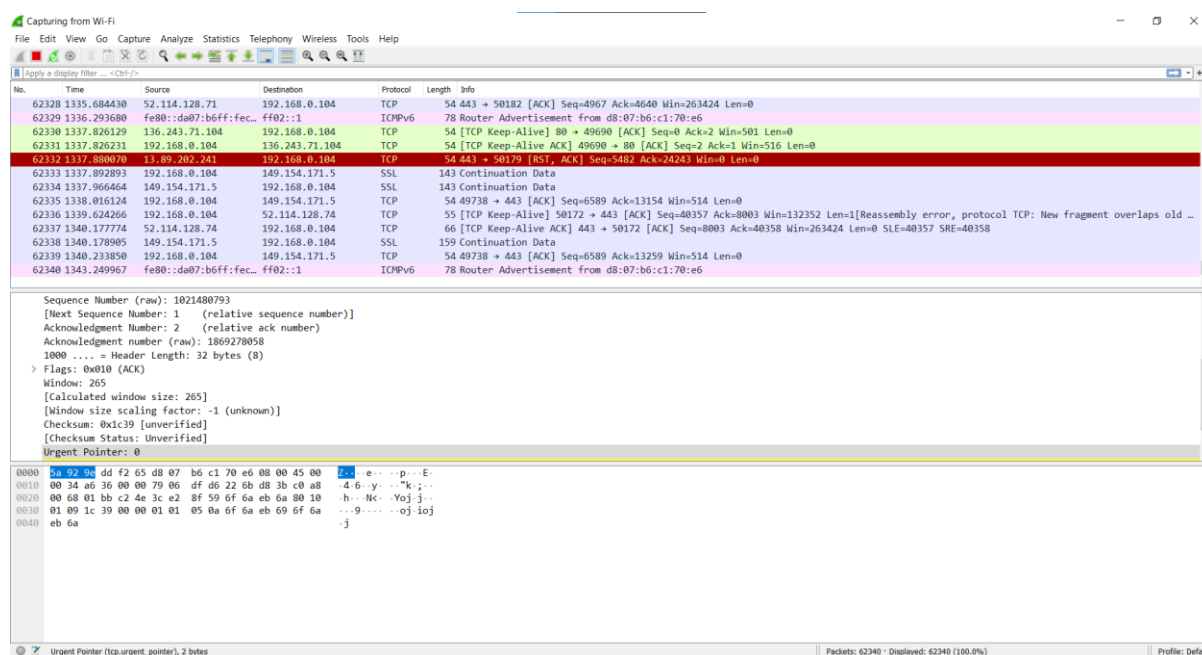 Capturing from Wi-Fi
File Edit View Go Capture Analyze Statistics Telephony Wireless Tools Help
Apply a display filter ... <Ctrl-/>
No. Time Source Destination Protocol Length Info
62328 1335.684430 52.114.128.71 192.168.0.104 TCP 54 443 → 50182 [ACK] Seq=4967 Ack=4640 Win=263424 Len=0
62329 1336.293680 fe80::da07:b6ff:fec… ff02::1 ICMPv6 78 Router Advertisement from d8:07:b6:c1:70:e6
62330 1337.826129 136.243.71.104 192.168.0.104 TCP 54 [TCP Keep-Alive] 80 → 49690 [ACK] Seq=0 Ack=2 Win=501 Len=0
62331 1337.826231 192.168.0.104 136.243.71.104 TCP 54 [TCP Keep-Alive ACK] 49690 → 80 [ACK] Seq=2 Ack=1 Win=516 Len=0
62332 1337.880070 13.89.202.241 192.168.0.104 TCP 54 443 → 50179 [RST, ACK] Seq=5482 Ack=24243 Win=0 Len=0
62333 1337.892893 192.168.0.104 149.154.171.5 SSL 143 Continuation Data
62334 1337.966464 149.154.171.5 192.168.0.104 SSL 143 Continuation Data
62335 1338.016124 192.168.0.104 149.154.171.5 TCP 54 49738 → 443 [ACK] Seq=6589 Ack=13154 Win=514 Len=0
62336 1339.624266 192.168.0.104 52.114.128.74 TCP 55 [TCP Keep-Alive] 50172 → 443 [ACK] Seq=40357 Ack=8003 Win=132352 Len=1[Reassembly error, protocol TCP: New fragment overlaps old …
62337 1340.177774 52.114.128.74 192.168.0.104 TCP 66 [TCP Keep-Alive ACK] 443 → 50172 [ACK] Seq=8003 Ack=40358 Win=263424 Len=0 SLE=40357 SRE=40358
62338 1340.178905 149.154.171.5 192.168.0.104 SSL 159 Continuation Data
62339 1340.233850 192.168.0.104 149.154.171.5 TCP 54 49738 → 443 [ACK] Seq=6589 Ack=13259 Win=514 Len=0
62340 1343.249967 fe80::da07:b6ff:fec… ff02::1 ICMPv6 78 Router Advertisement from d8:07:b6:c1:70:e6
Sequence Number (raw): 1021480793
[Next Sequence Number: 1 (relative sequence number)]
Acknowledgment Number: 2 (relative ack number)
Acknowledgment number (raw): 1869278058
1000 .... = Header Length: 32 bytes (8)
> Flags: 0x010 (ACK)
Window: 265
[Calculated window size: 265]
[Window size scaling factor: -1 (unknown)]
Checksum: 0x1c39 [unverified]
[Checksum Status: Unverified]
Urgent Pointer: 0
0000 5a 92 9e dd f2 65 d8 07 b6 c1 70 e6 08 00 45 00 Z····e·· ··p···E·
0010 00 34 a6 36 00 00 79 06 df d6 22 6b d8 3b c0 a8 ·4·6··y· ··"k·;··
0020 00 68 01 bb c2 4e 3c e2 8f 59 6f 6a eb 6a 80 10 ·h···N<· ·Yoj·j··
0030 01 09 1c 39 00 00 01 01 05 0a 6f 6a eb 69 6f 6a ···9···· ··oj·ioj
0040 eb 6a ·j
Urgent Pointer (tcp.urgent_pointer), 2 bytes Packets: 62340 · Displayed: 62340 (100.0%) Profile: Defa